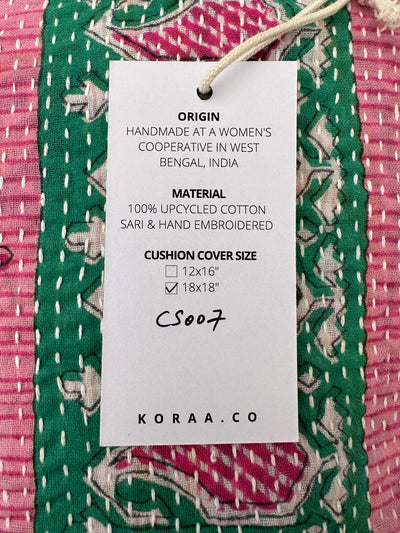 ORIGIN
HANDMADE AT A WOMEN'S
COOPERATIVE IN WEST
BENGAL, INDIA
MATERIAL
100% UPCYCLED COTTON
SARI & HAND EMBROIDERED
CUSHION COVER SIZE
12x16"
18x18"
CS007
KORAA.CO